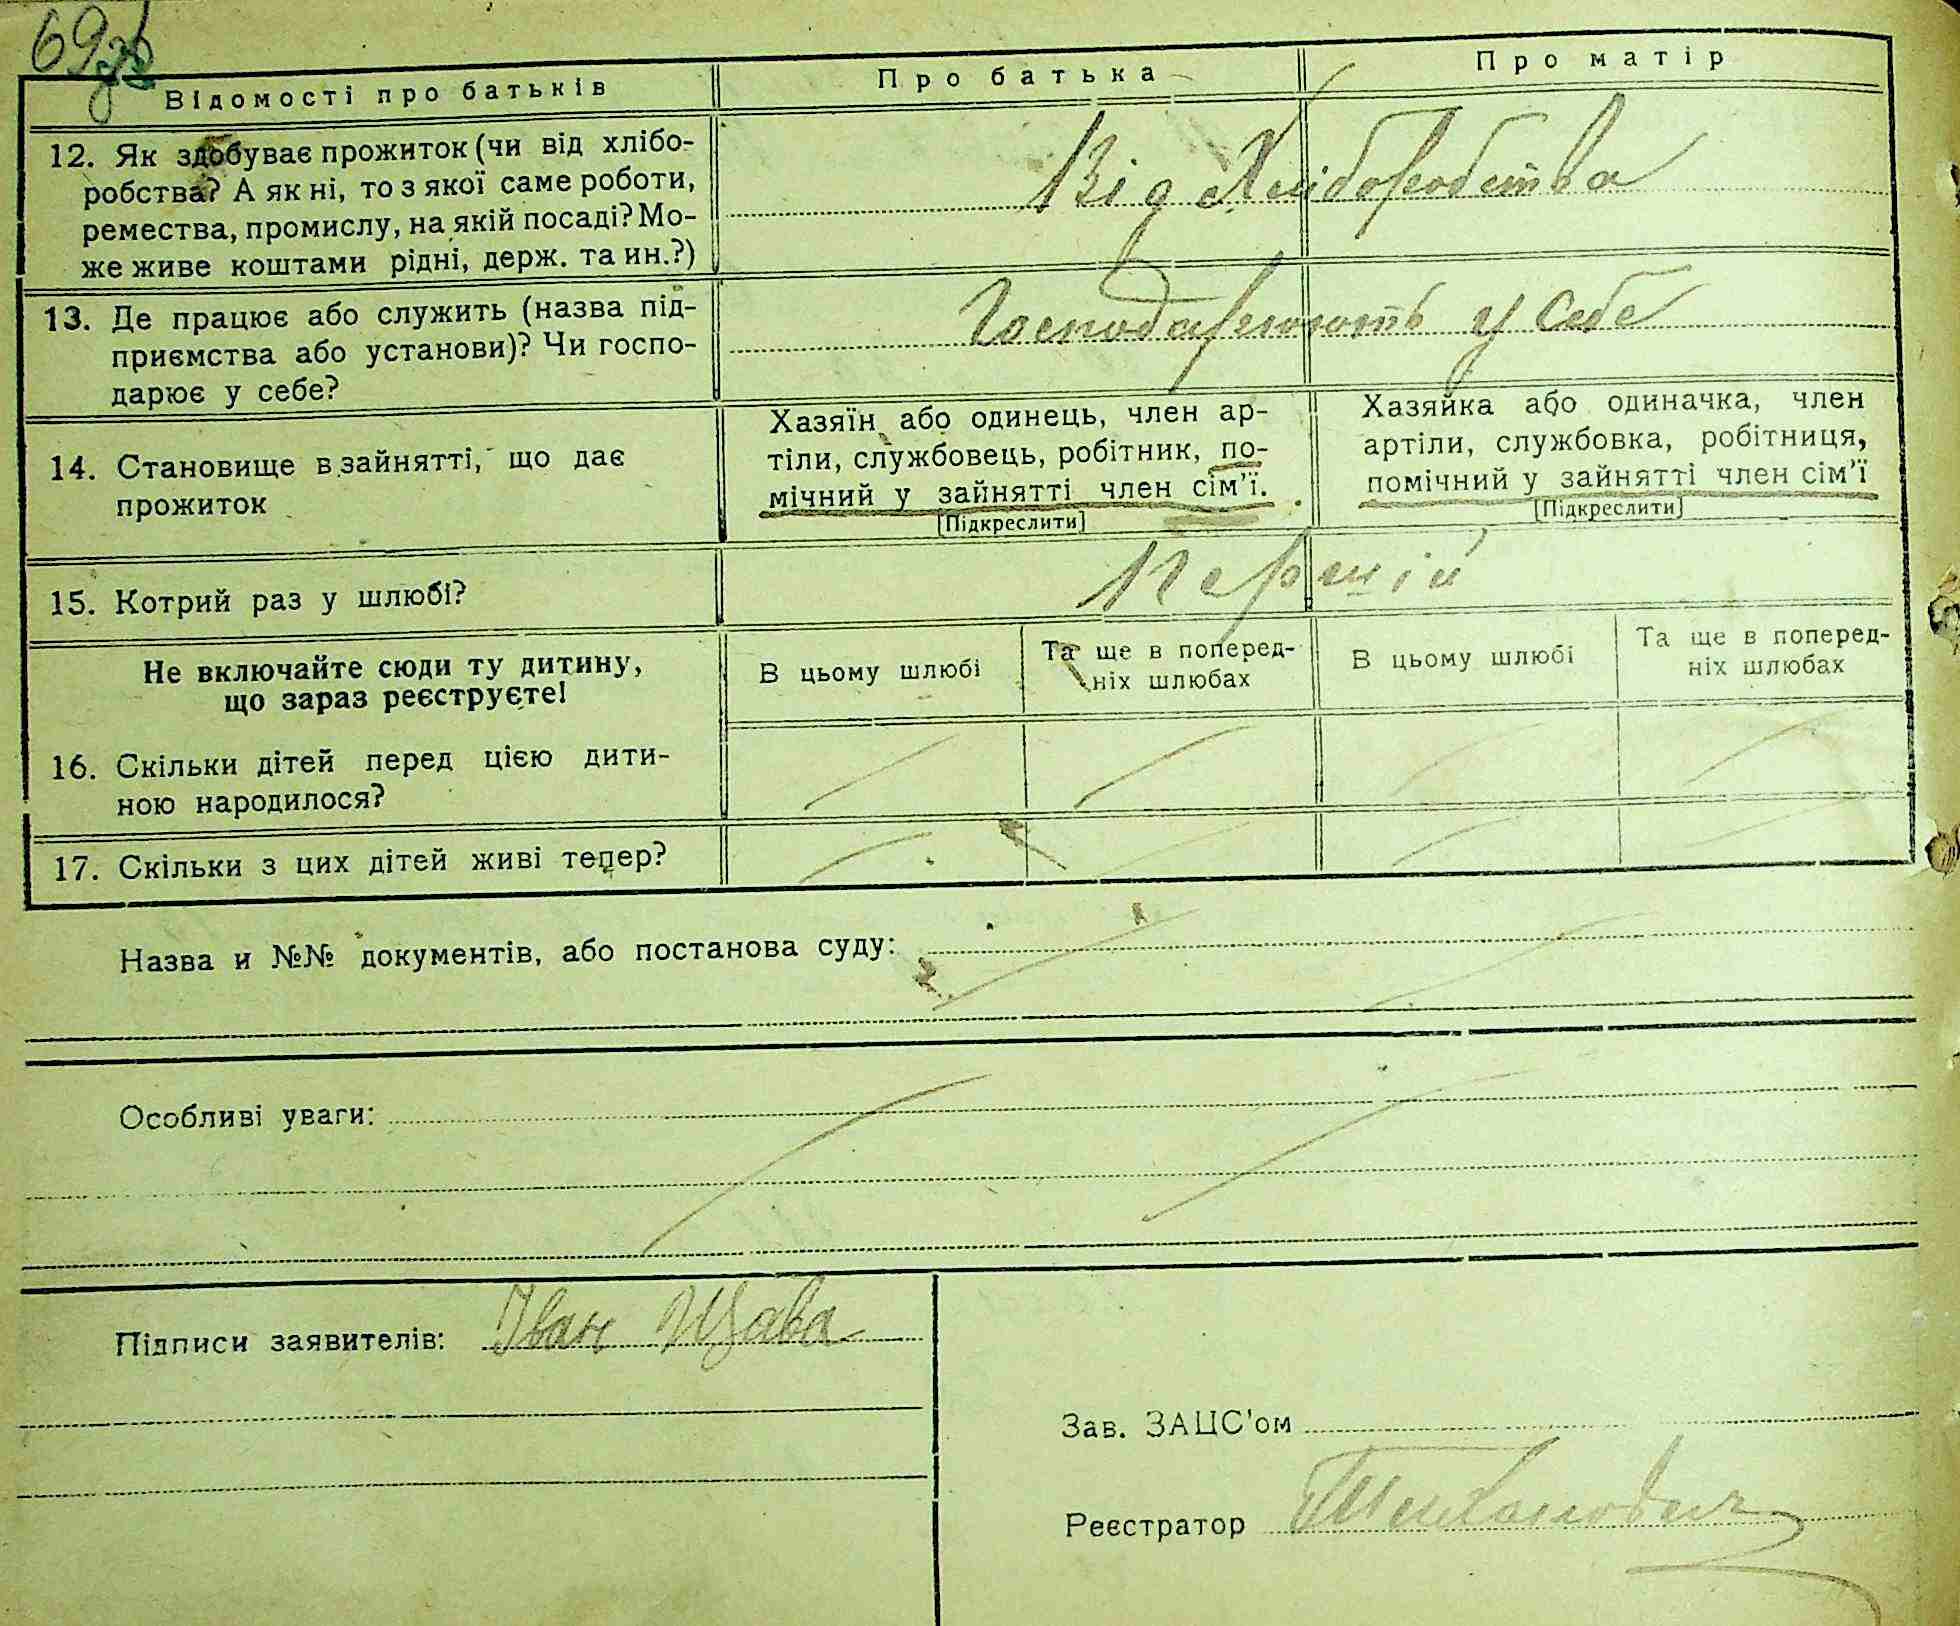 69
Відомості про батьків
Про батька
Про матір
12. Як здобуває прожиток (чи від хлібо-
робства? А як ні, то з якої саме роботи,
ремества, промислу, на якій посаді? Мо-
же живе коштами рідні, держ. та ин.?)
Від Хліборобства
13. Де працює або служить (назва під-
приємства або установи)? Чи госпо-
дарює у себе?
Господарюють у себе
14. Становище в зайнятті, що дає
прожиток
Хазяїн або одинець, член ар-
тіли, службовець, робітник, по-
мічний у зайнятті член сім'ї.
[Підкреслити]
Хазяйка або одиначка, член
артіли, службовка, робітниця,
помічний у зайнятті член сім'ї
[Підкреслити]
15. Котрий раз у шлюбі?
Перший
Не включайте сюди ту дитину,
що зараз реєструєте!
В цьому шлюбі
Та ще в поперед-
ніх шлюбах
В цьому шлюбі
Та ще в поперед-
ніх шлюбах
16. Скільки дітей перед цією дити-
ною народилося?
17. Скільки з цих дітей живі тепер?
Назва и №№ документів, або постанова суду:
Особливі уваги:
Підписи заявителів: Іван Щава
Зав. ЗАЦС'ом
Реєстратор